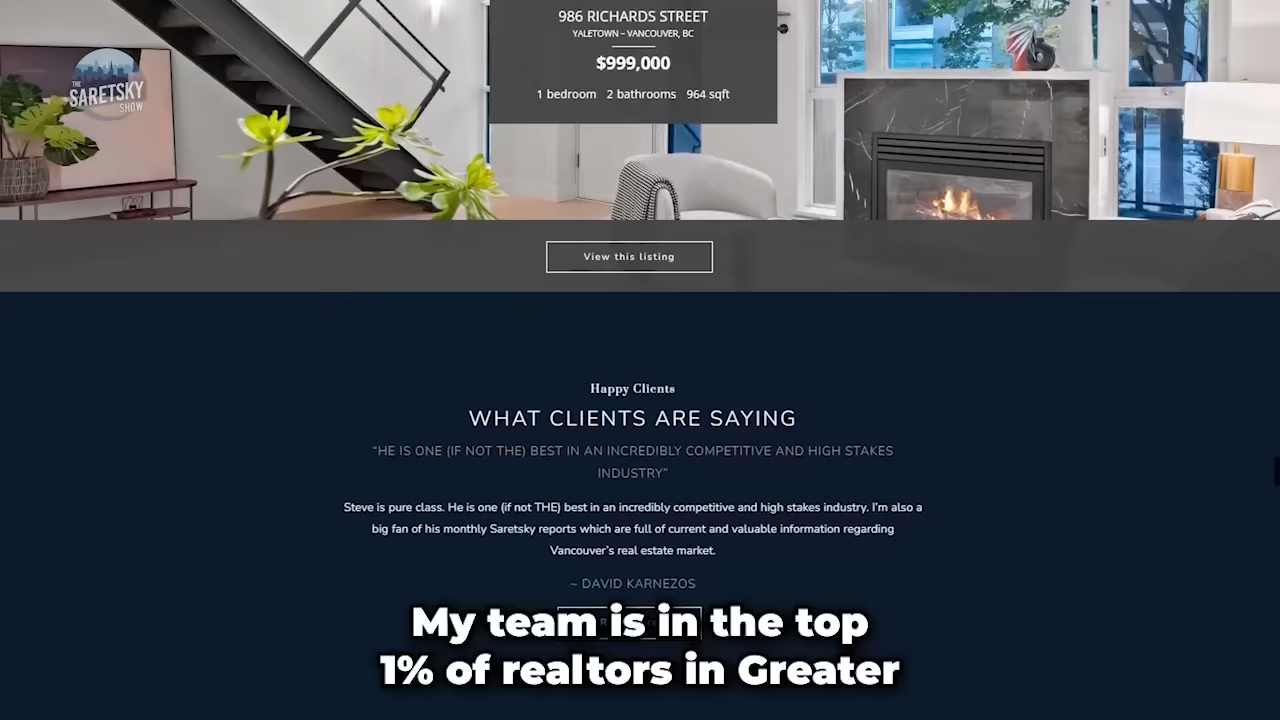 986 RICHARDS STREET
YALETOWN – VANCOUVER, BC
$999,000
1 bedroom 2 bathrooms 964 sqft
THE
SARETSKY
SHOW
View this listing
Happy Clients
WHAT CLIENTS ARE SAYING
“HE IS ONE (IF NOT THE) BEST IN AN INCREDIBLY COMPETITIVE AND HIGH STAKES
INDUSTRY”
Steve is pure class. He is one (if not THE) best in an incredibly competitive and high stakes industry. I’m also a
big fan of his monthly Saretsky reports which are full of current and valuable information regarding
Vancouver’s real estate market.
~ DAVID KARNEZOS
My team is in the top
1% of realtors in Greater